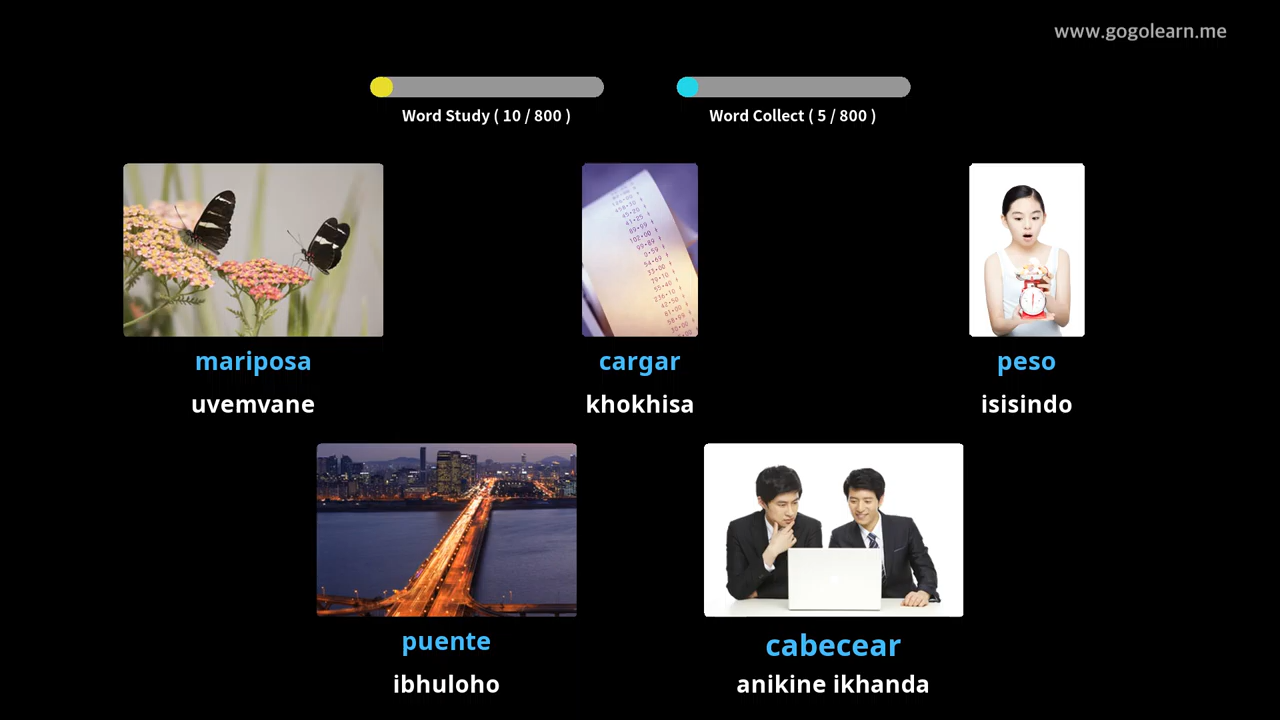 www.gogolearn.me
Word Study ( 10 / 800 )
Word Collect ( 5 / 800 )
mariposa
uvemvane
cargar
khokhisa
peso
isisindo
puente
ibhuloho
cabecear
anikine ikhanda